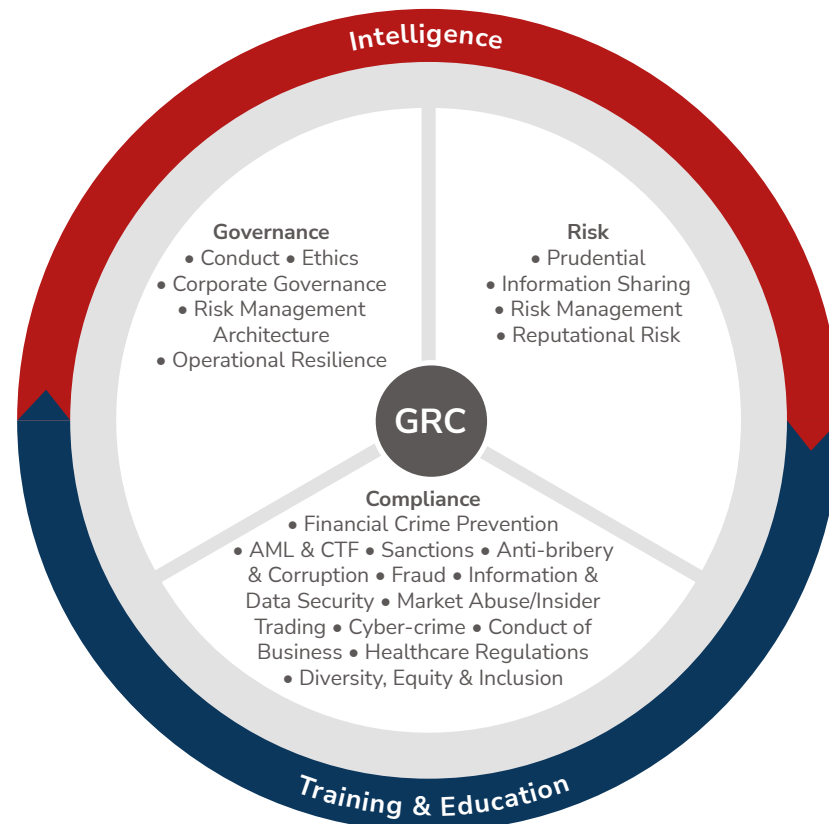 Intelligence
Governance
• Conduct • Ethics
• Corporate Governance
• Risk Management
Architecture
• Operational Resilience
Risk
• Prudential
• Information Sharing
• Risk Management
• Reputational Risk
GRC
Compliance
• Financial Crime Prevention
• AML & CTF • Sanctions • Anti-bribery
& Corruption • Fraud • Information &
Data Security • Market Abuse/Insider
Trading • Cyber-crime • Conduct of
Business • Healthcare Regulations
• Diversity, Equity & Inclusion
Training & Education